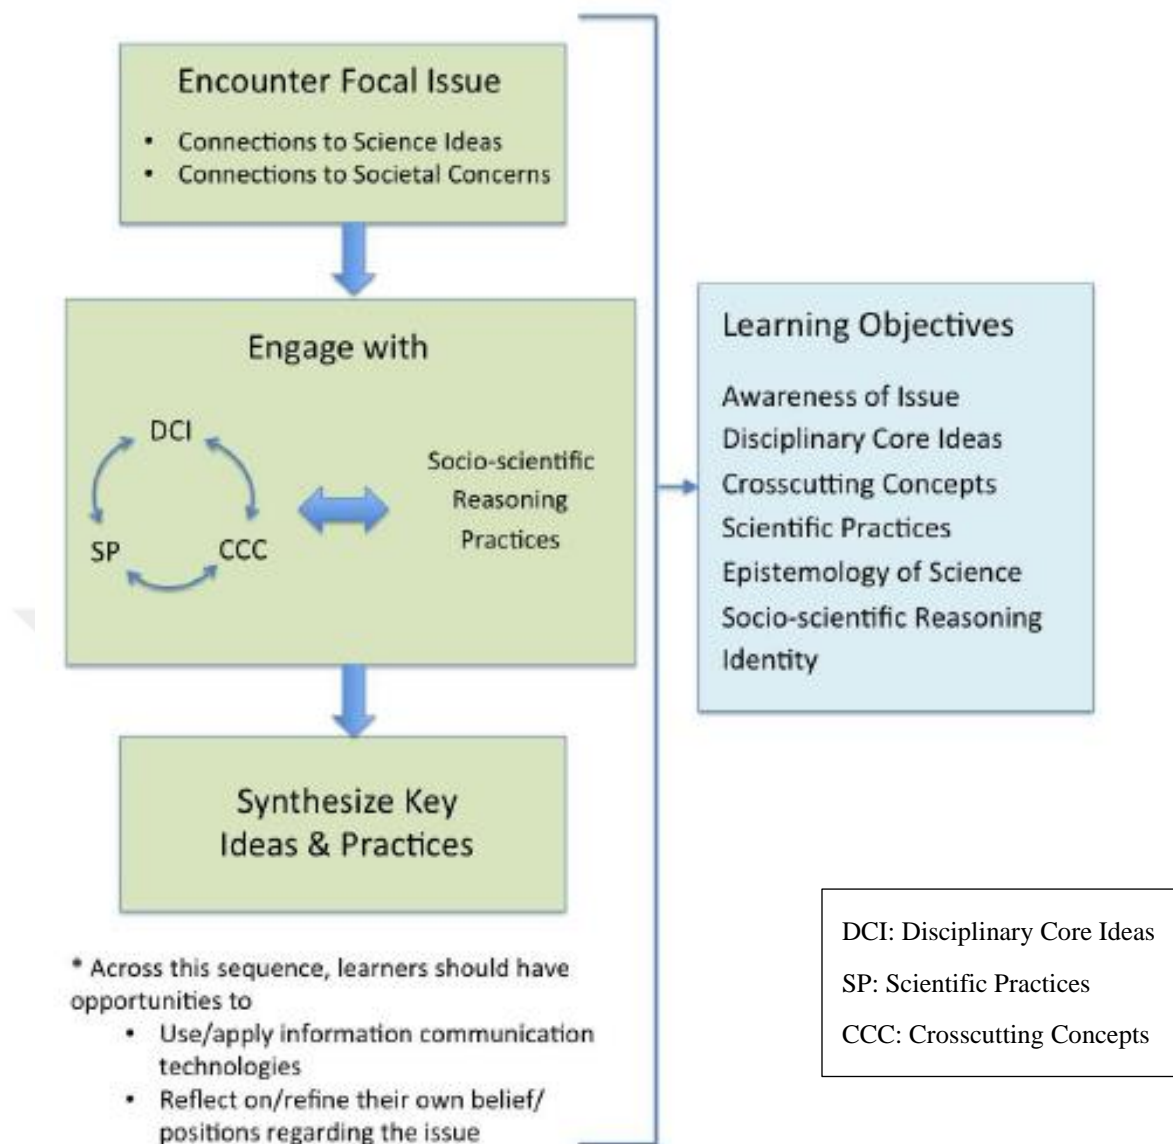 Encounter Focal Issue
• Connections to Science Ideas
• Connections to Societal Concerns
Engage with
DCI
SP
CCC
Socio-scientific
Reasoning
Practices
Synthesize Key
Ideas & Practices
* Across this sequence, learners should have
opportunities to
• Use/apply information communication
technologies
• Reflect on/refine their own belief/
positions regarding the issue
Learning Objectives
Awareness of Issue
Disciplinary Core Ideas
Crosscutting Concepts
Scientific Practices
Epistemology of Science
Socio-scientific Reasoning
Identity
DCI: Disciplinary Core Ideas
SP: Scientific Practices
CCC: Crosscutting Concepts